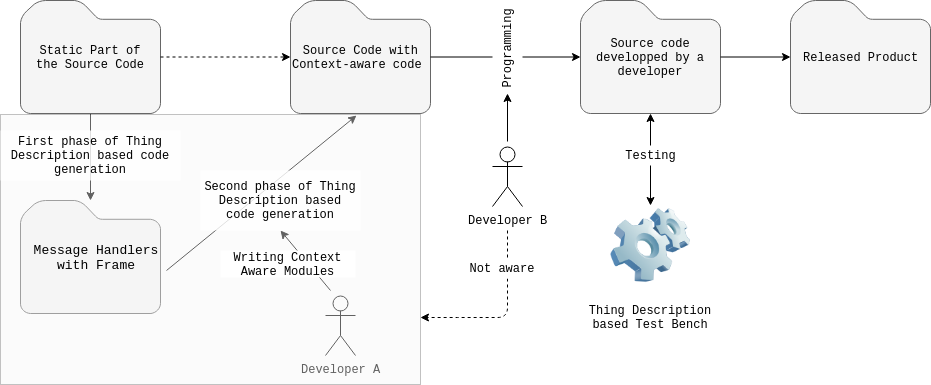 Static Part of
the Source Code
Source Code with
Context-aware code
Programming
Source code
developped by a
developer
Released Product
First phase of Thing
Description based code
generation
Testing
Second phase of Thing
Description based
code generation
Developer B
Message Handlers
with Frame
Writing Context
Aware Modules
Not aware
Thing Description
based Test Bench
Developer A